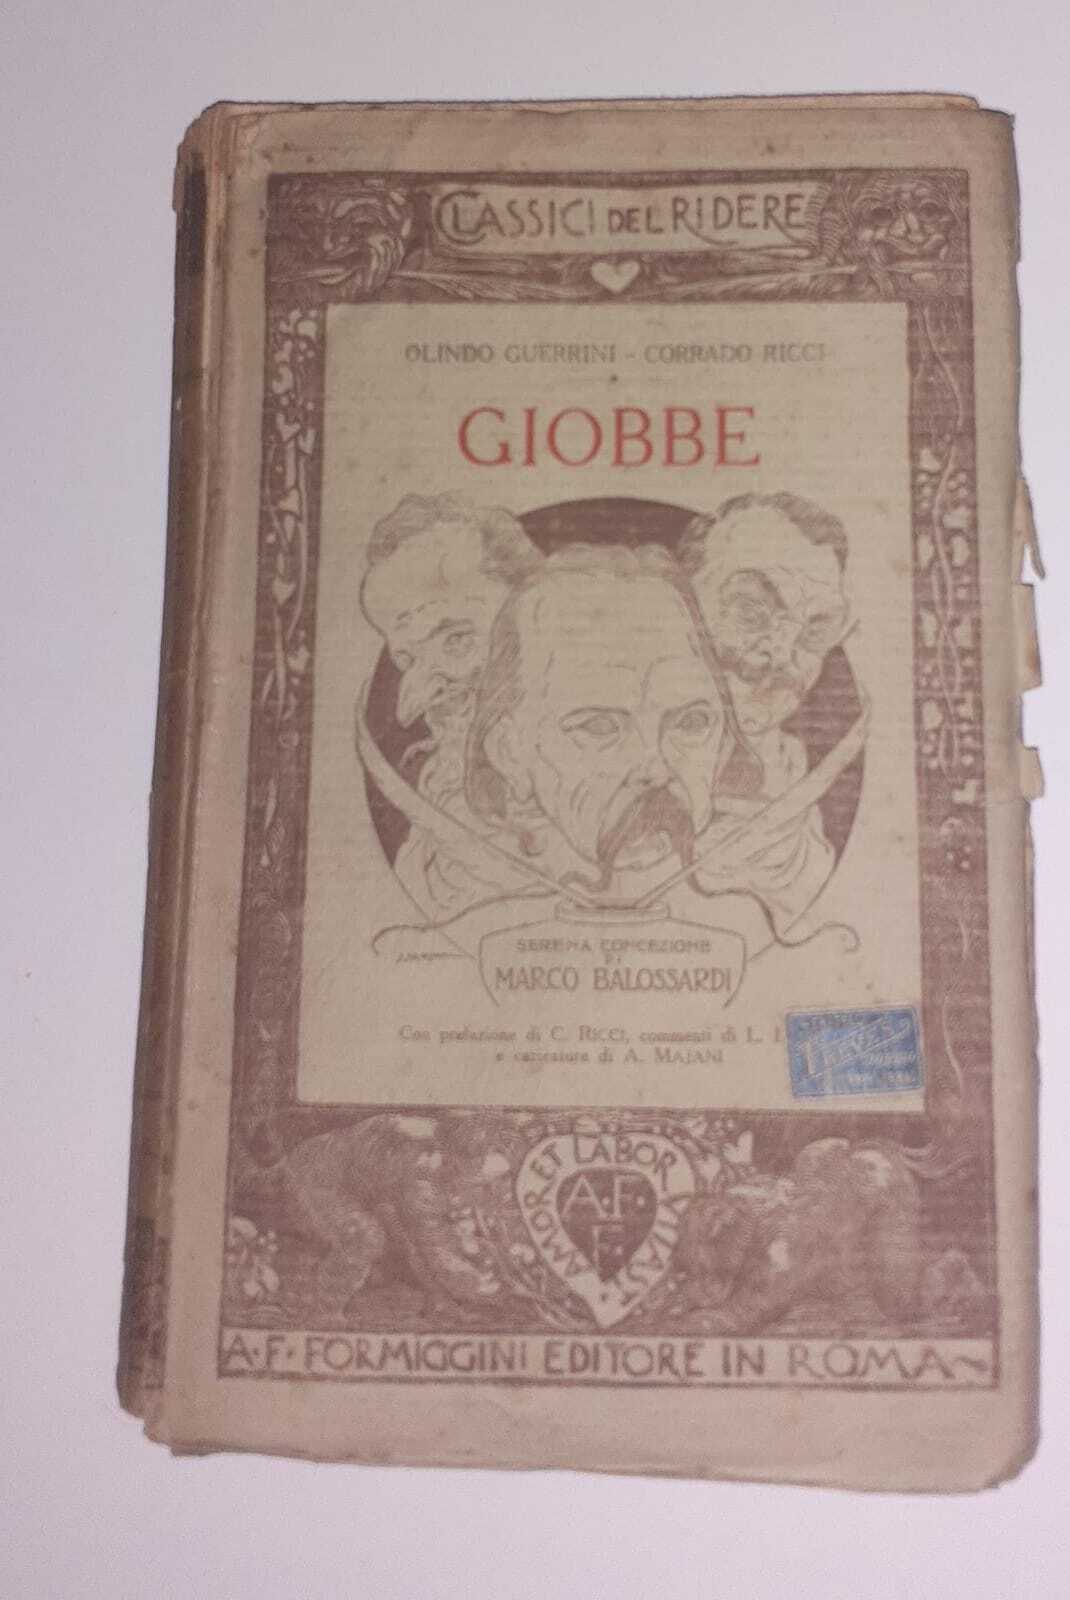 CLASSICI DEL RIDERE
OLINDO GUERRINI - CORRADO RICCI
GIOBBE
SERENA CONCEZIONE
DI
MARCO BALOSSARDI
Con prefazione di C. RICCI, commenti di L.
e caricature di A. MAJANI
AMOR ET LABOR VITAST
A. F.
F.
A. F. FORMIGGINI EDITORE IN ROMA